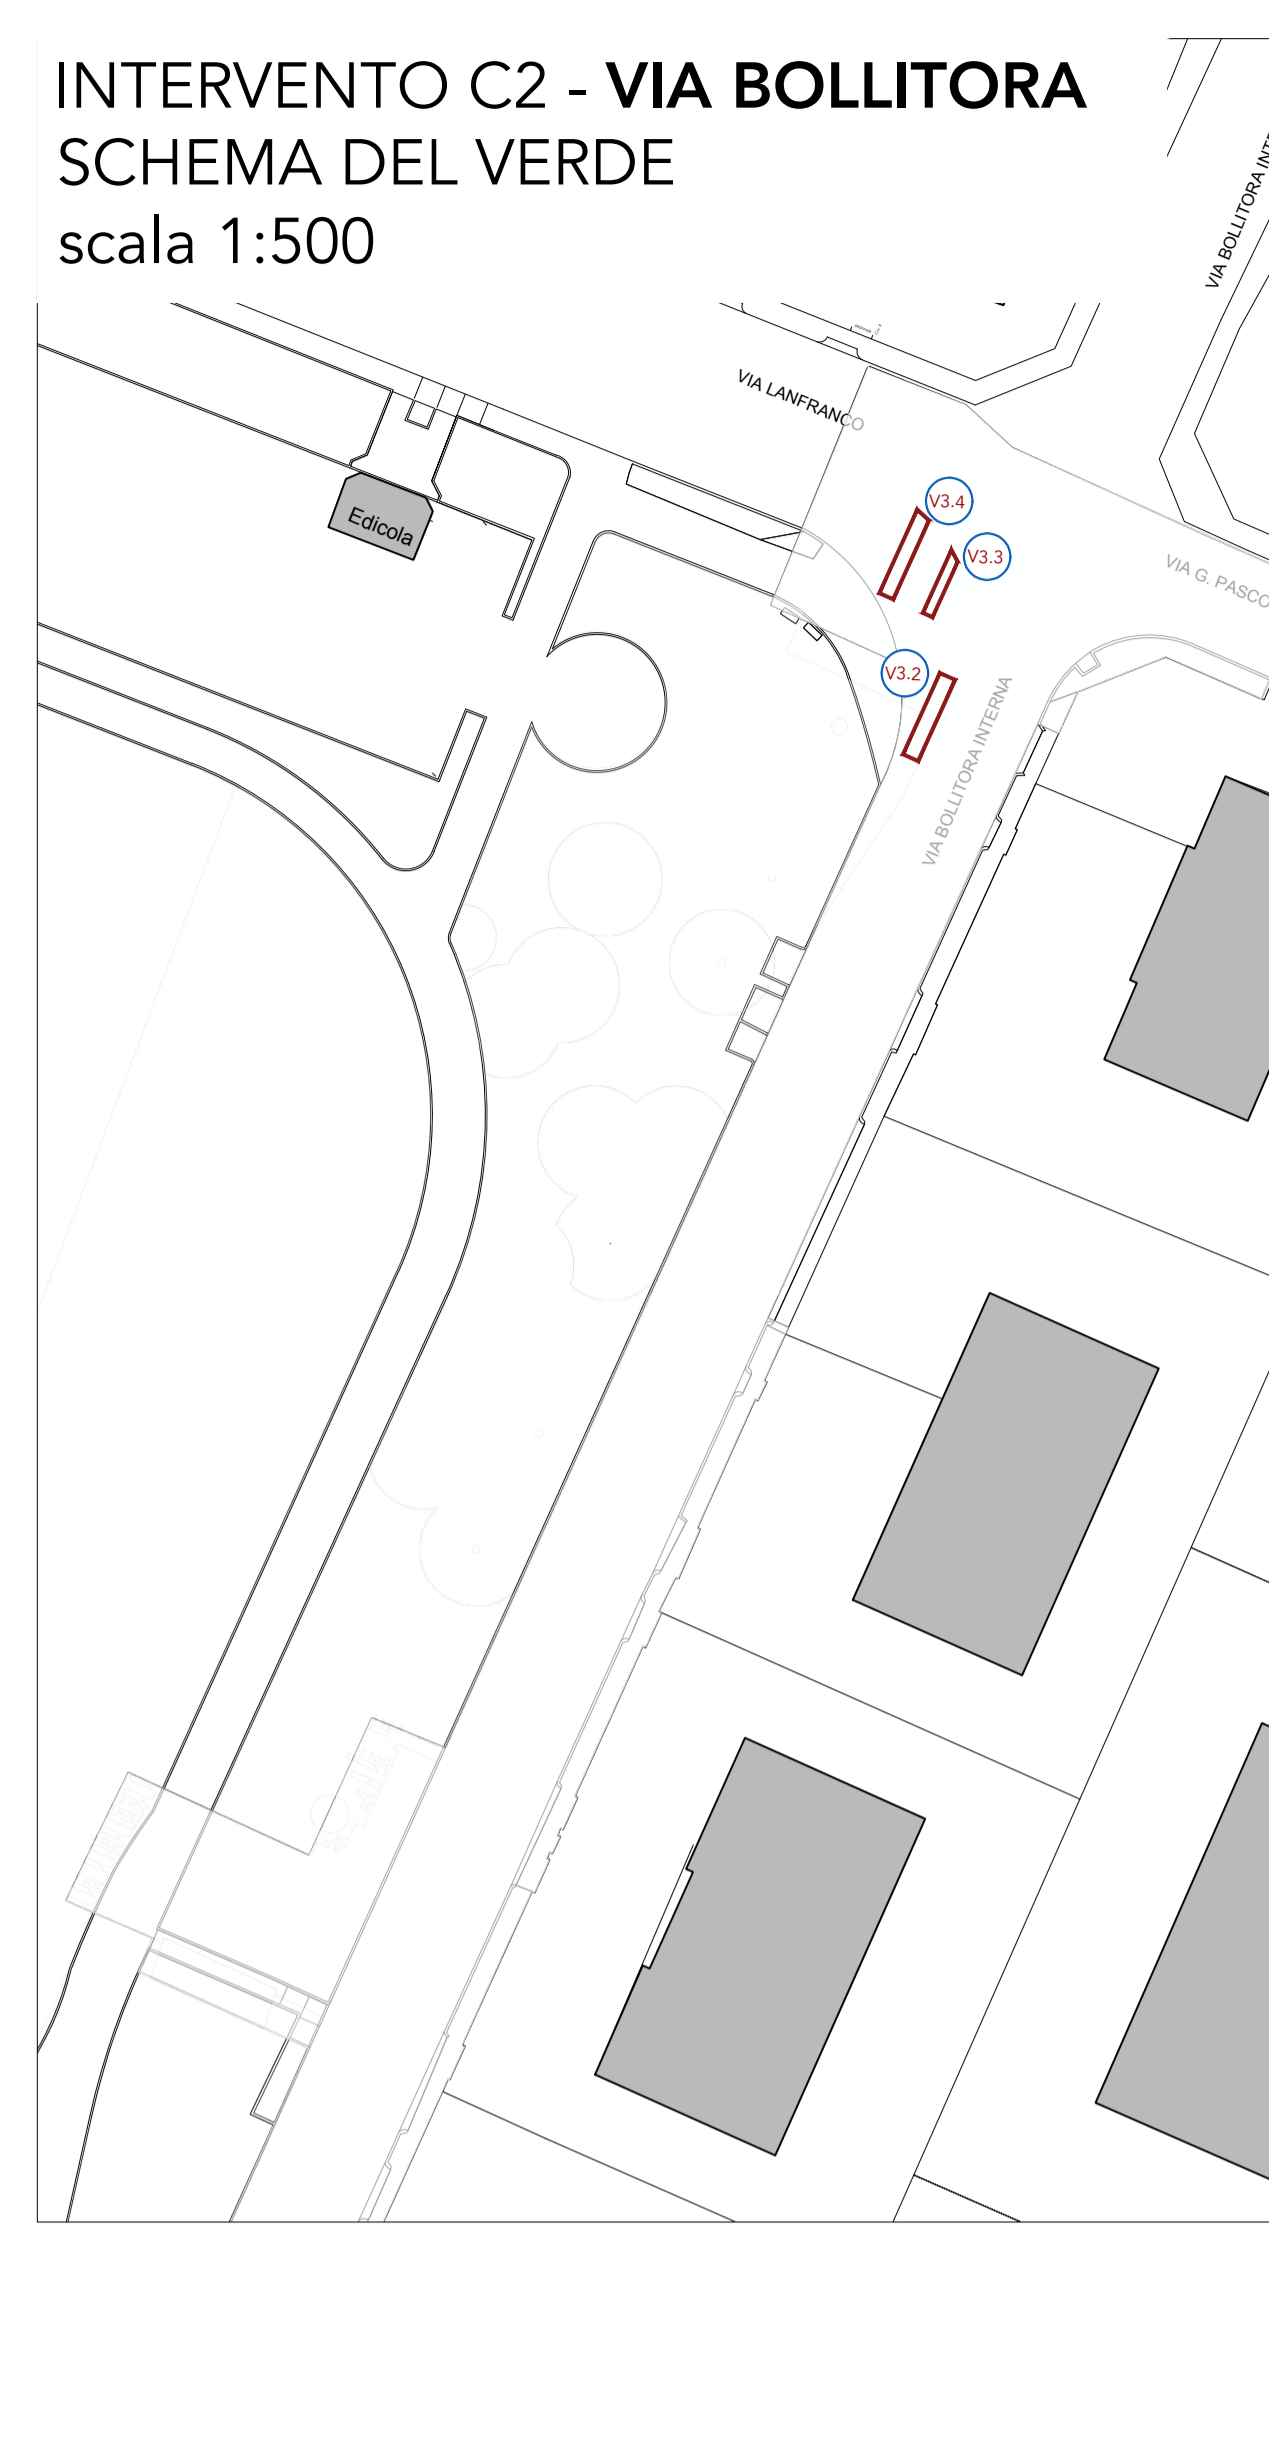 INTERVENTO C2 - VIA BOLLITORA
SCHEMA DEL VERDE
scala 1:500
VIA BOLLITORA INTE
VIA LANFRANCO
V3.4
Edicola
V3.3
VIA G. PASCO
V3.2
VIA BOLLITORA INTERNA